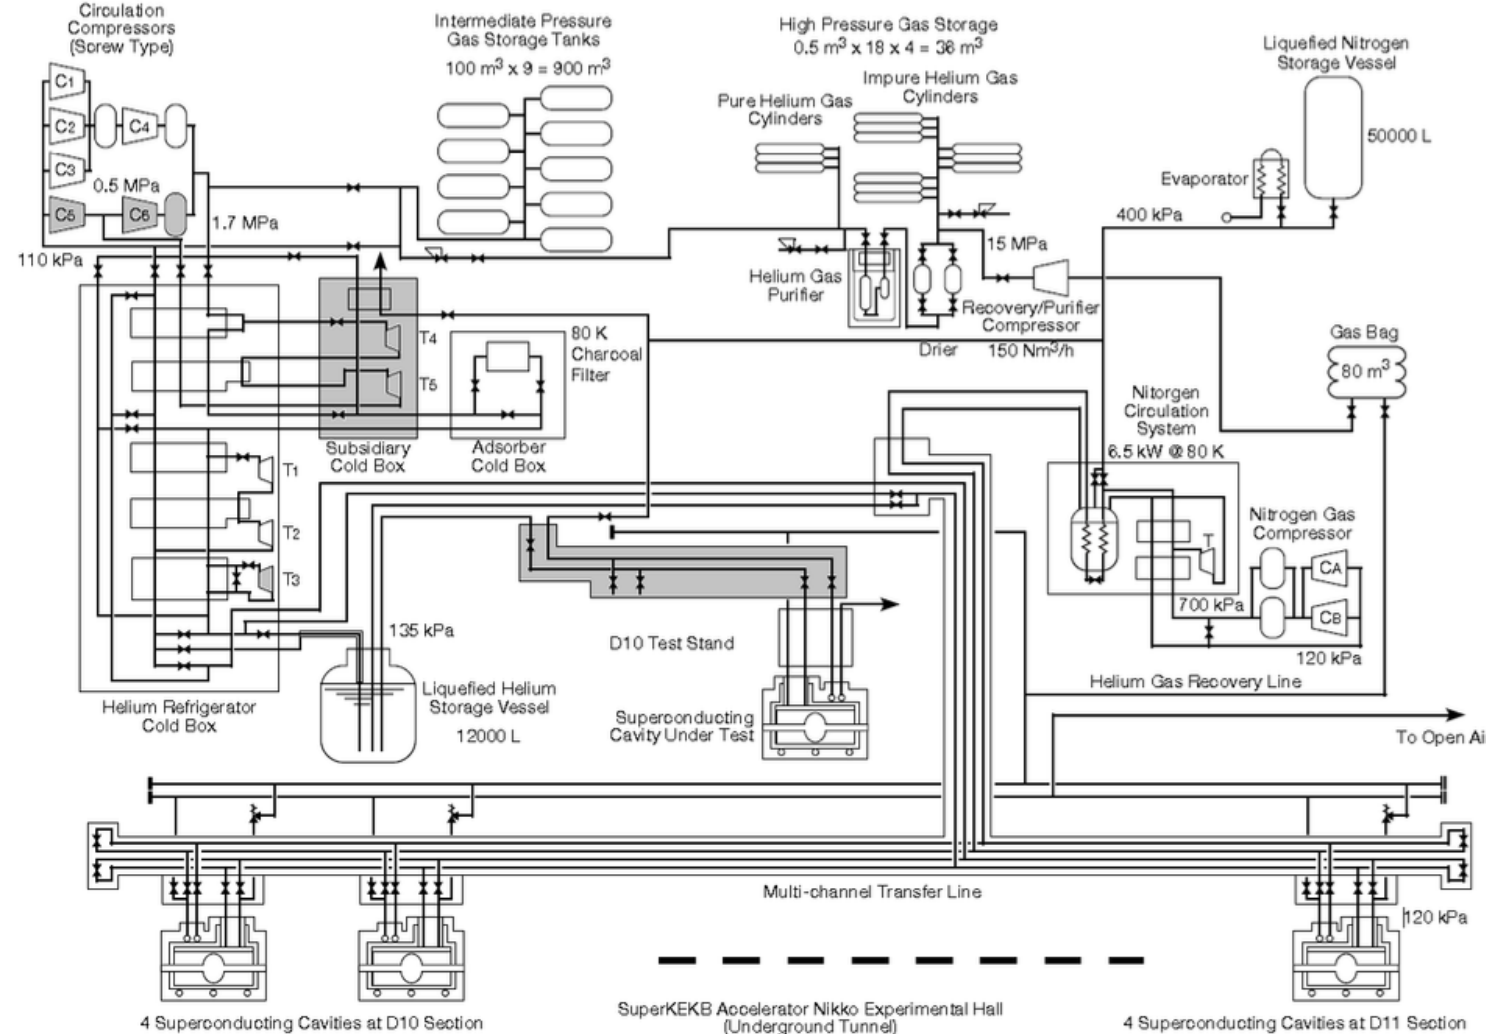 Circulation
Compressors
(Screw Type)
C1
C2
C4
C3
0.5 MPa
C5
C6
1.7 MPa
110 kPa
Intermediate Pressure
Gas Storage Tanks
100 m³ x 9 = 900 m³
High Pressure Gas Storage
0.5 m³ x 18 x 4 = 36 m³
Impure Helium Gas
Cylinders
Pure Helium Gas
Cylinders
Liquefied Nitrogen
Storage Vessel
50000 L
Evaporator
400 kPa
15 MPa
Helium Gas
Purifier
Recovery/Purifier
Compressor
150 Nm³/h
Drier
Gas Bag
80 m³
T4
T5
80 K
Charcoal
Filter
Subsidiary
Cold Box
Adsorber
Cold Box
Nitorgen
Circulation
System
6.5 kW @ 80 K
T1
T2
T3
Nitrogen Gas
Compressor
T
CA
CB
700 kPa
120 kPa
135 kPa
D10 Test Stand
Helium Gas Recovery Line
Helium Refrigerator
Cold Box
Liquefied Helium
Storage Vessel
12000 L
Superconducting
Cavity Under Test
To Open Ai
Multi-channel Transfer Line
120 kPa
SuperKEKB Accelerator Nikko Experimental Hall
(Underground Tunnel)
4 Superconducting Cavities at D10 Section
4 Superconducting Cavities at D11 Section